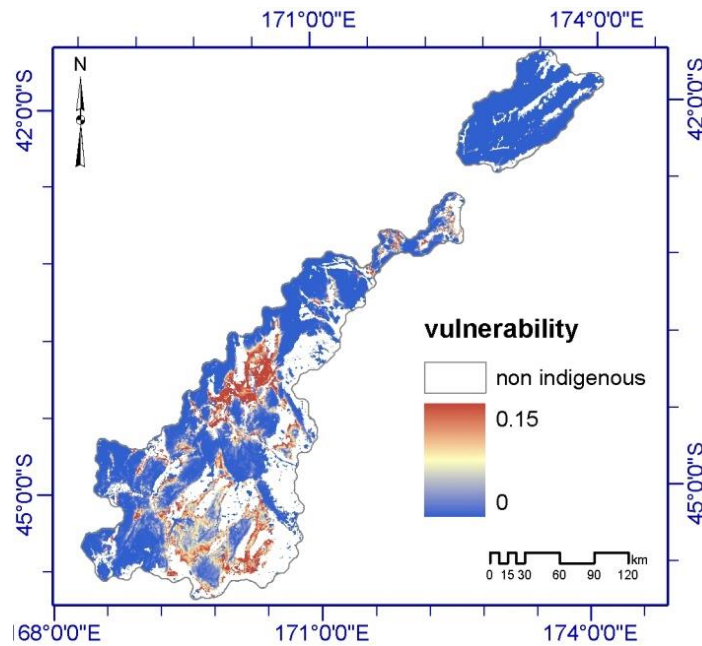 171°0'0"E 174°0'0"E
N
42°0'0"S 42°0'0"S
vulnerability
non indigenous
0.15
0
45°0'0"S 45°0'0"S
km
0 15 30 60 90 120
168°0'0"E 171°0'0"E 174°0'0"E